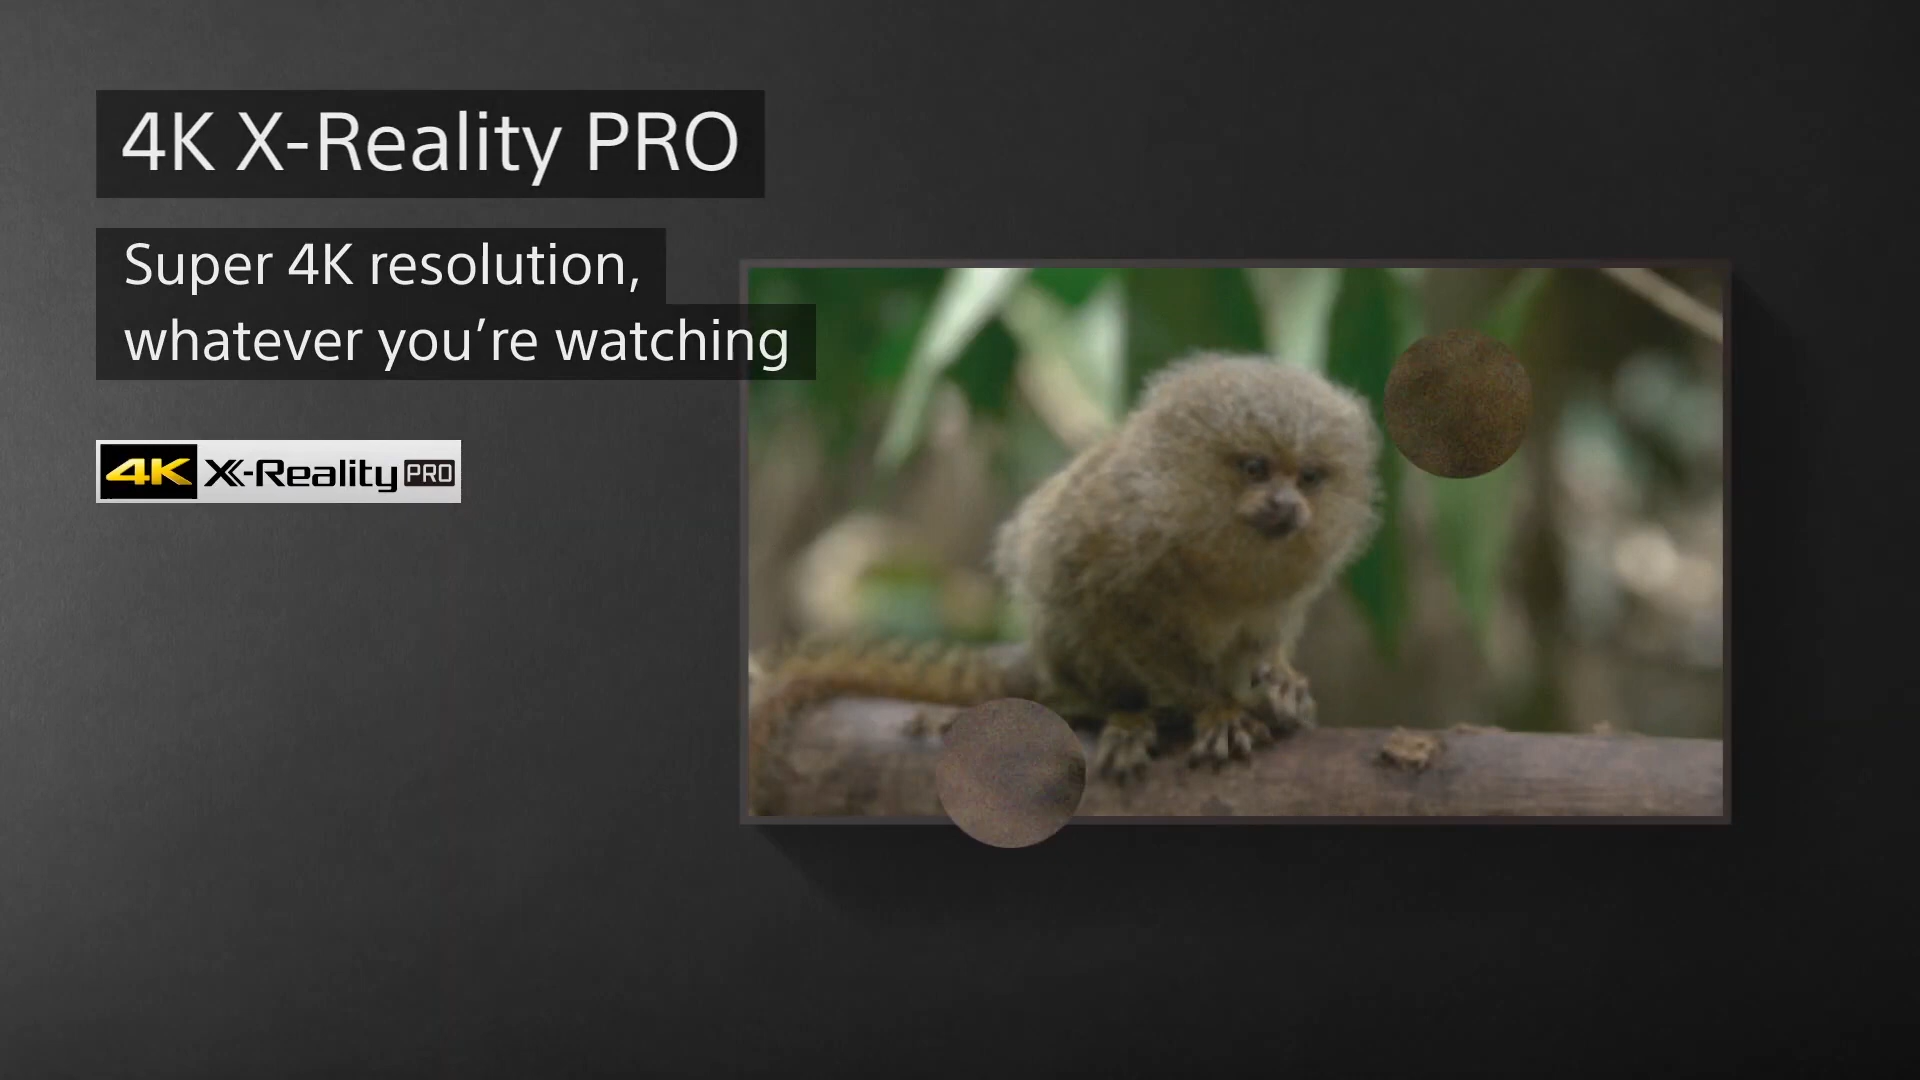 4K X-Reality PRO
Super 4K resolution,
whatever you’re watching
4K X-Reality PRO